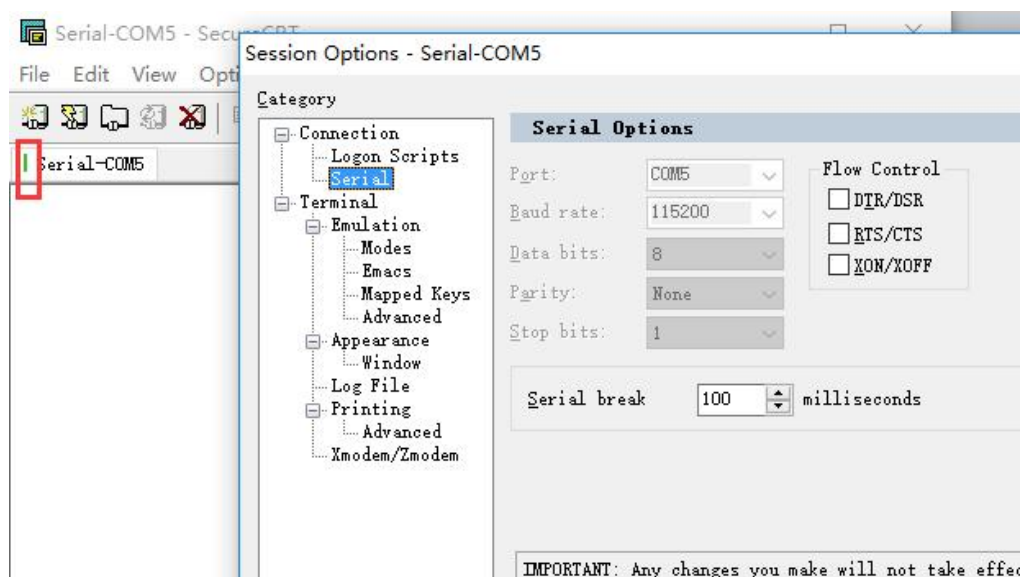 Serial-COM5 - Secu
Session Options - Serial-COM5
File Edit View Opti
Category
Serial-COM5
Connection
Logon Scripts
Serial
Terminal
Emulation
Modes
Emacs
Mapped Keys
Advanced
Appearance
Window
Log File
Printing
Advanced
Xmodem/Zmodem
Serial Options
Port: COM5
Baud rate: 115200
Data bits: 8
Parity: None
Stop bits: 1
Flow Control
DTR/DSR
RTS/CTS
XON/XOFF
Serial break 100 milliseconds
IMPORTANT: Any changes you make will not take effec